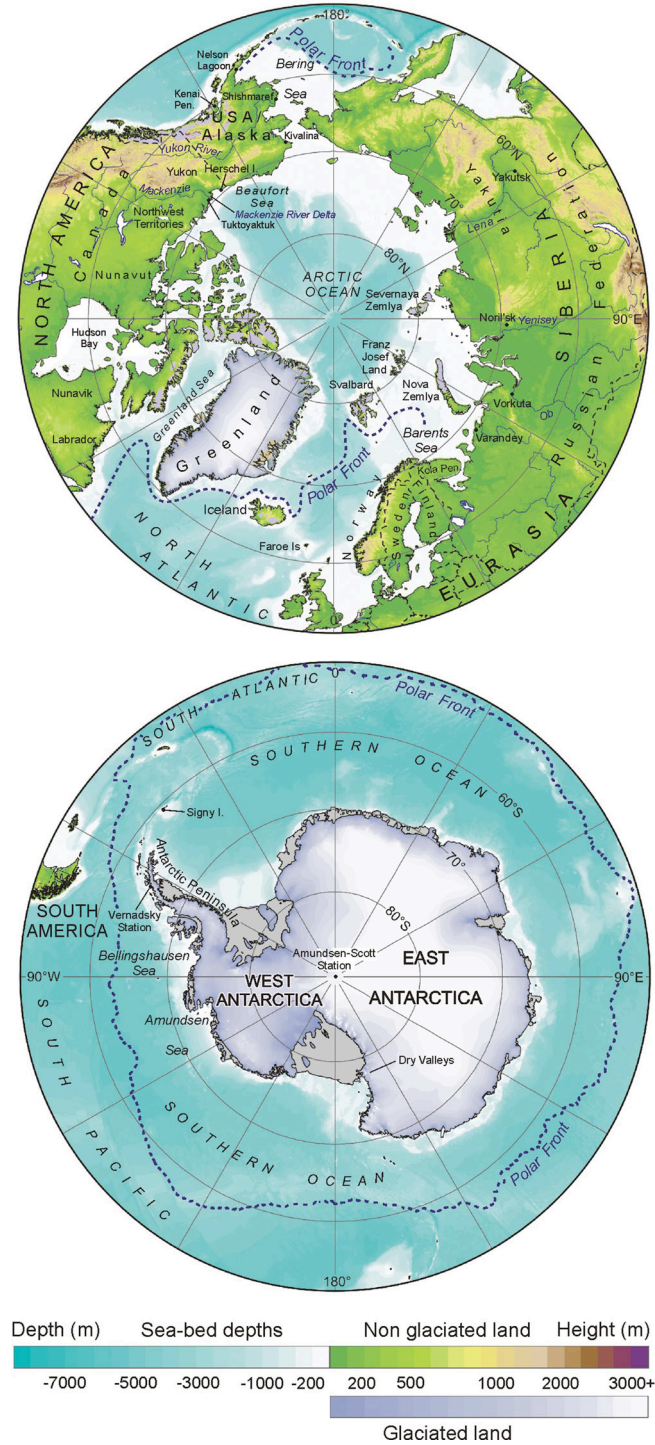 180°
Polar Front
Nelson
Lagoon
Bering
Sea
Kenai
Pen.
Shishmaref
USA/
Alaska
Kivalina
Yukon River
60°N
Yukon
Herschel I.
Yakutsk
Yakutia
NORTH AMERICA
Canada
Mackenzie
Beaufort
Sea
Mackenzie River Delta
Tuktoyaktuk
Northwest
Territories
70°
Lena
SIBERIA
Russian Federation
Nunavut
80°N
ARCTIC
OCEAN
Severnaya
Zemlya
Noril'sk
Yenisey
90°E
Hudson
Bay
Franz
Josef
Land
Svalbard
Nova
Zemlya
Nunavik
Greenland Sea
Greenland
Vorkuta
Ob
Labrador
Barents
Sea
Varandey
Polar Front
Kola Pen.
Iceland
Norway
Sweden
Finland
EURASIA
Faroe Is
NORTH
ATLANTIC
0
0
SOUTH ATLANTIC
Polar Front
SOUTHERN OCEAN
60°S
Signy I.
70°
Antarctic Peninsula
80°S
SOUTH
AMERICA
Vernadsky
Station
Bellingshausen
Sea
Amundsen-Scott
Station
EAST
ANTARCTICA
90°W
WEST
ANTARCTICA
90°E
Amundsen
Sea
Dry Valleys
SOUTH PACIFIC
SOUTHERN OCEAN
Polar Front
180°
Depth (m) Sea-bed depths Non glaciated land Height (m)
-7000 -5000 -3000 -1000 -200 200 500 1000 2000 3000+
Glaciated land